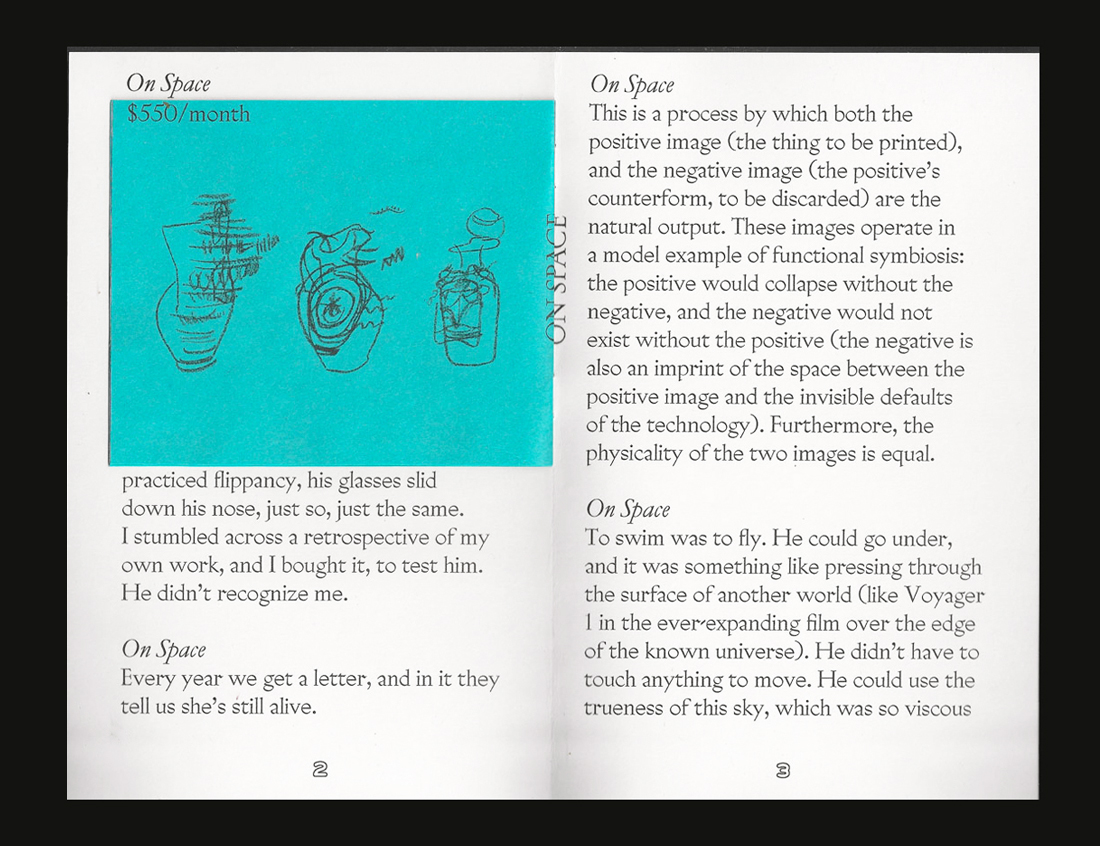 On Space
$550/month
practiced flippancy, his glasses slid
down his nose, just so, just the same.
I stumbled across a retrospective of my
own work, and I bought it, to test him.
He didn't recognize me.
On Space
Every year we get a letter, and in it they
tell us she's still alive.
2
ON SPACE
On Space
This is a process by which both the
positive image (the thing to be printed),
and the negative image (the positive's
counterform, to be discarded) are the
natural output. These images operate in
a model example of functional symbiosis:
the positive would collapse without the
negative, and the negative would not
exist without the positive (the negative is
also an imprint of the space between the
positive image and the invisible defaults
of the technology). Furthermore, the
physicality of the two images is equal.
On Space
To swim was to fly. He could go under,
and it was something like pressing through
the surface of another world (like Voyager
1 in the ever-expanding film over the edge
of the known universe). He didn't have to
touch anything to move. He could use the
trueness of this sky, which was so viscous
3